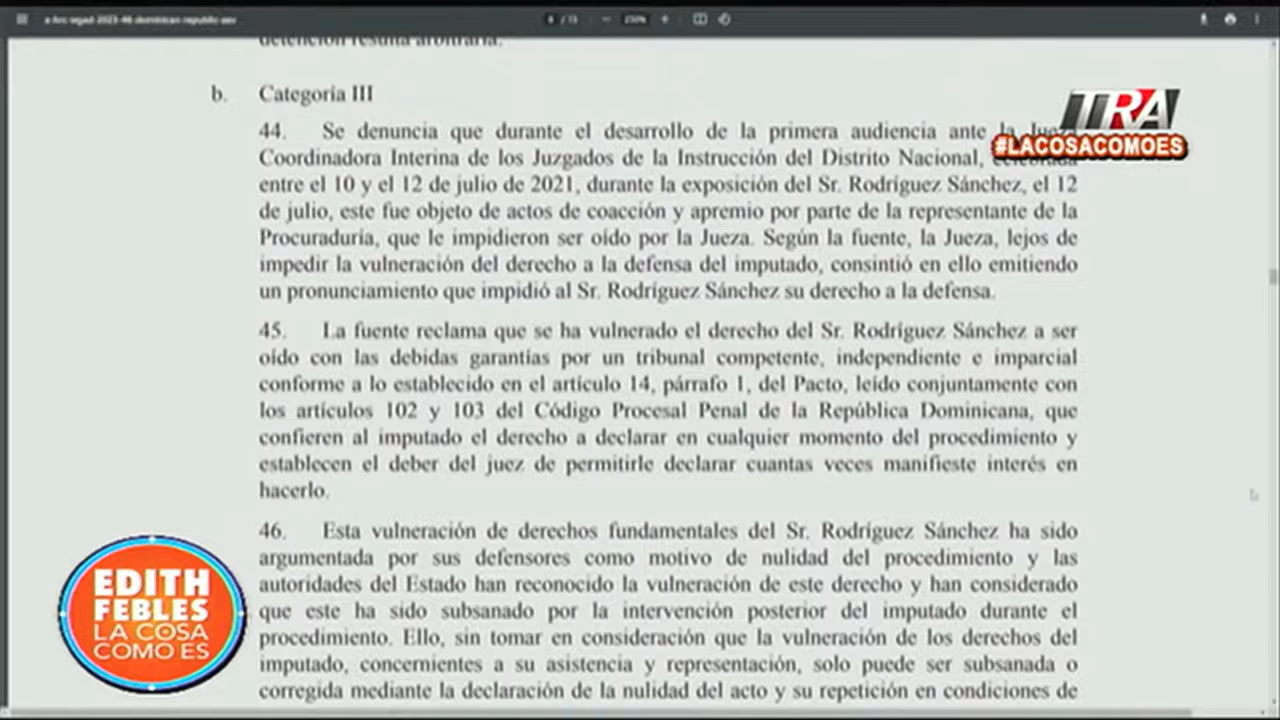 a-hrc-wgad-2023-46-dominican-republic-aev
4 / 13
250%
detención resulta arbitraria.
b. Categoría III
TRA
#LACOSACOMOES
44. Se denuncia que durante el desarrollo de la primera audiencia ante la Jueza
Coordinadora Interina de los Juzgados de la Instrucción del Distrito Nacional, celebrada
entre el 10 y el 12 de julio de 2021, durante la exposición del Sr. Rodríguez Sánchez, el 12
de julio, este fue objeto de actos de coacción y apremio por parte de la representante de la
Procuraduría, que le impidieron ser oído por la Jueza. Según la fuente, la Jueza, lejos de
impedir la vulneración del derecho a la defensa del imputado, consintió en ello emitiendo
un pronunciamiento que impidió al Sr. Rodríguez Sánchez su derecho a la defensa.
45. La fuente reclama que se ha vulnerado el derecho del Sr. Rodríguez Sánchez a ser
oído con las debidas garantías por un tribunal competente, independiente e imparcial
conforme a lo establecido en el artículo 14, párrafo 1, del Pacto, leído conjuntamente con
los artículos 102 y 103 del Código Procesal Penal de la República Dominicana, que
confieren al imputado el derecho a declarar en cualquier momento del procedimiento y
establecen el deber del juez de permitirle declarar cuantas veces manifieste interés en
hacerlo.
46. Esta vulneración de derechos fundamentales del Sr. Rodríguez Sánchez ha sido
argumentada por sus defensores como motivo de nulidad del procedimiento y las
autoridades del Estado han reconocido la vulneración de este derecho y han considerado
que este ha sido subsanado por la intervención posterior del imputado durante el
procedimiento. Ello, sin tomar en consideración que la vulneración de los derechos del
imputado, concernientes a su asistencia y representación, solo puede ser subsanada o
corregida mediante la declaración de la nulidad del acto y su repetición en condiciones de
EDITH
FEBLES
LA COSA
COMO ES